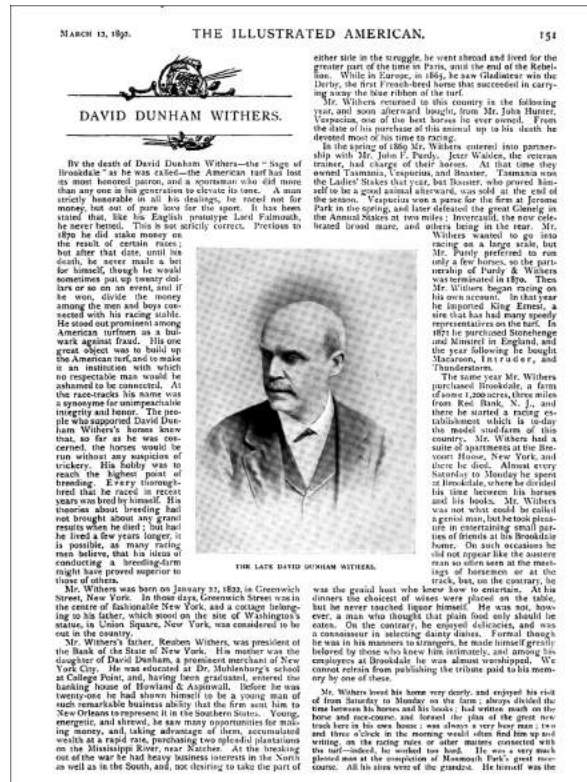 MARCH 12, 1892.
THE ILLUSTRATED AMERICAN.
151
DAVID DUNHAM WITHERS.
BY the death of David Dunham Withers—the "Sage of
Brookdale" as he was called—the American turf has lost
its most honored patron, and a sportsman who did more
than any one in his generation to elevate its tone. A man
strictly honorable in all his dealings, he raced not for
money, but out of pure love for the sport. It has been
stated that, like his English prototype Lord Falmouth,
he never betted. This is not strictly correct. Previous to
1870 he did stake money on
the result of certain races;
but after that date, until his
death, he never made a bet
for himself, though he would
sometimes put up twenty dol-
lars or so on an event, and if
he won, divide the money
among the men and boys con-
nected with his racing stable.
He stood out prominent among
American turfmen as a bul-
wark against fraud. His one
great object was to build up
the American turf, and to make
it an institution with which
no respectable man would be
ashamed to be connected. At
the race-tracks his name was
a synonym for unimpeachable
integrity and honor. The peo-
ple who supported David Dun-
ham Withers's horses knew
that, so far as he was con-
cerned, the horses would be
run without any suspicion of
trickery. His hobby was to
reach the highest point of
breeding. Every thorough-
bred that he raced in recent
years was bred by himself. His
theories about breeding had
not brought about any grand
results when he died; but had
he lived a few years longer, it
is possible, as many racing
men believe, that his ideas of
conducting a breeding-farm
might have proved superior to
those of others.
Mr. Withers was born on January 22, 1822, in Greenwich
Street, New York. In those days, Greenwich Street was in
the centre of fashionable New York, and a cottage belong-
ing to his father, which stood on the site of Washington's
statue, in Union Square, New York, was considered to be
out in the country.
Mr. Withers's father, Reuben Withers, was president of
the Bank of the State of New York. His mother was the
daughter of David Dunham, a prominent merchant of New
York City. He was educated at Dr. Muhlenburg's school
at College Point, and, having been graduated, entered the
banking house of Howland & Aspinwall. Before he was
twenty-one he had shown himself to be a young man of
such remarkable business ability that the firm sent him to
New Orleans to represent it in the Southern States. Young,
energetic, and shrewd, he saw many opportunities for mak-
ing money, and, taking advantage of them, accumulated
wealth at a rapid rate, purchasing two splendid plantations
on the Mississippi River, near Natchez. At the breaking
out of the war he had heavy business interests in the North
as well as in the South, and, not desiring to take the part of
THE LATE DAVID DUNHAM WITHERS.
either side in the struggle, he went abroad and lived for the
greater part of the time in Paris, until the end of the Rebel-
lion. While in Europe, in 1865, he saw Gladiateur win the
Derby, the first French-bred horse that succeeded in carry-
ing away the blue ribbon of the turf.
Mr. Withers returned to this country in the following
year, and soon afterward bought, from Mr. John Hunter,
Vespucius, one of the best horses he ever owned. From
the date of his purchase of this animal up to his death he
devoted most of his time to racing.
In the spring of 1869 Mr. Withers entered into partner-
ship with Mr. John F. Purdy. Jeter Walden, the veteran
trainer, had charge of their horses. At that time they
owned Tasmania, Vespucius, and Boaster. Tasmania won
the Ladies' Stakes that year, but Boaster, who proved him-
self to be a good animal afterward, was sold at the end of
the season. Vespucius won a purse for the firm at Jerome
Park in the spring, and later defeated the great Glenelg in
the Annual Stakes at two miles; Invercauld, the now cele-
brated brood mare, and others being in the rear. Mr.
Withers wanted to go into
racing on a large scale, but
Mr. Purdy preferred to run
only a few horses, so the part-
nership of Purdy & Withers
was terminated in 1870. Then
Mr. Withers began racing on
his own account. In that year
he imported King Ernest, a
sire that has had many speedy
representatives on the turf. In
1871 he purchased Stonehenge
and Minstrel in England, and
the year following he bought
Macaroon, Intruder, and
Thunderstorm.
The same year Mr. Withers
purchased Brookdale, a farm
of some 1,200 acres, three miles
from Red Bank, N. J., and
there he started a racing es-
tablishment which is to-day
the model stud-farm of this
country. Mr. Withers had a
suite of apartments at the Bre-
voort House, New York, and
there he died. Almost every
Saturday to Monday he spent
at Brookdale, where he divided
his time between his horses
and his books. Mr. Withers
was not what could be called
a genial man, but he took pleas-
ure in entertaining small par-
ties of friends at his Brookdale
home. On such occasions he
did not appear like the austere
man so often seen at the meet-
ings of horsemen or at the
track, but, on the contrary, he
was the genial host who knew how to entertain. At his
dinners the choicest of wines were placed on the table,
but he never touched liquor himself. He was not, how-
ever, a man who thought that plain food only should be
eaten. On the contrary, he enjoyed delicacies, and was
a connoisseur in selecting dainty dishes. Formal though
he was in his manners to strangers, he made himself greatly
beloved by those who knew him intimately, and among his
employees at Brookdale he was almost worshipped. We
cannot refrain from publishing the tribute paid to his mem-
ory by one of these.
Mr. Withers loved his home very dearly, and enjoyed his visit
of from Saturday to Monday on the farm; always divided the
time between his horses and his books; had written much on the
horse and race-course, and formed the plan of the great new
track here in his own house; was always a very busy man; two
and three o'clock in the morning would often find him up and
writing, on the racing rules or other matters connected with
the turf—indeed, he worked too hard. He was a very much
pleased man at the completion of Monmouth Park's great race-
course. All his aims were of the grandest. He himself was the